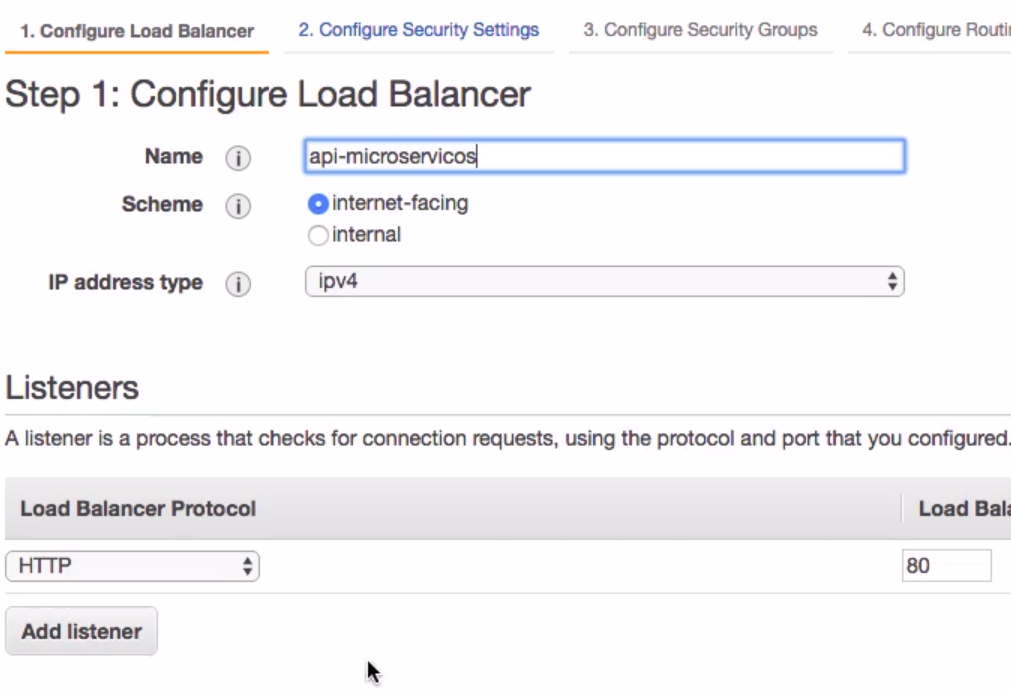 1. Configure Load Balancer 2. Configure Security Settings 3. Configure Security Groups 4. Configure
Step 1: Configure Load Balancer
Name i api-microservicos
Scheme i internet-facing
internal
IP address type i ipv4
Listeners
A listener is a process that checks for connection requests, using the protocol and port that you configured.
Load Balancer Protocol Load
HTTP 80
Add listener